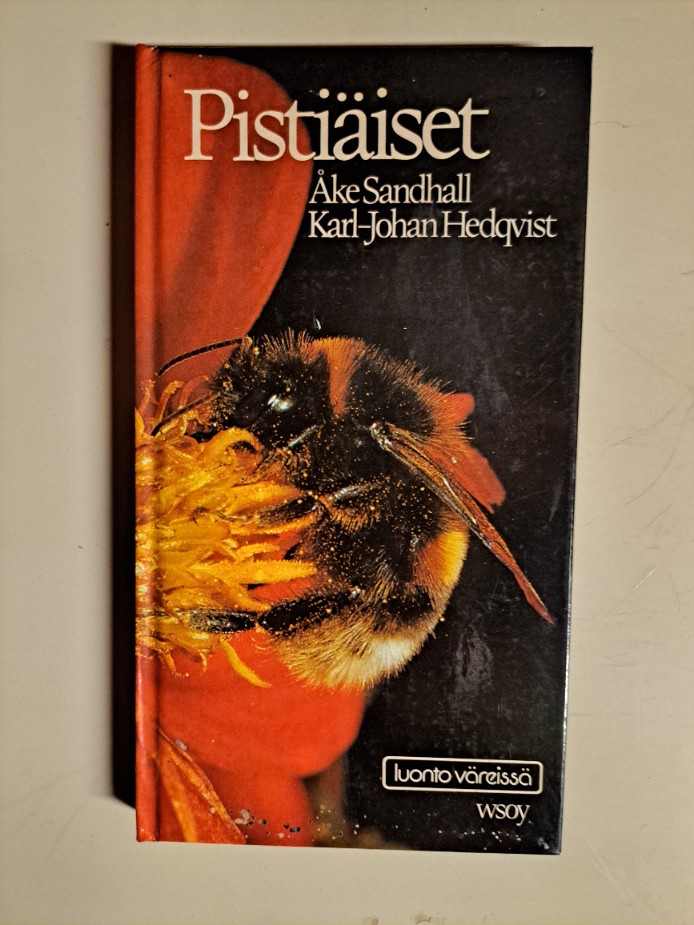 Pistiäiset
Åke Sandhall
Karl-Johan Hedqvist
luonto väreissä
wsoy